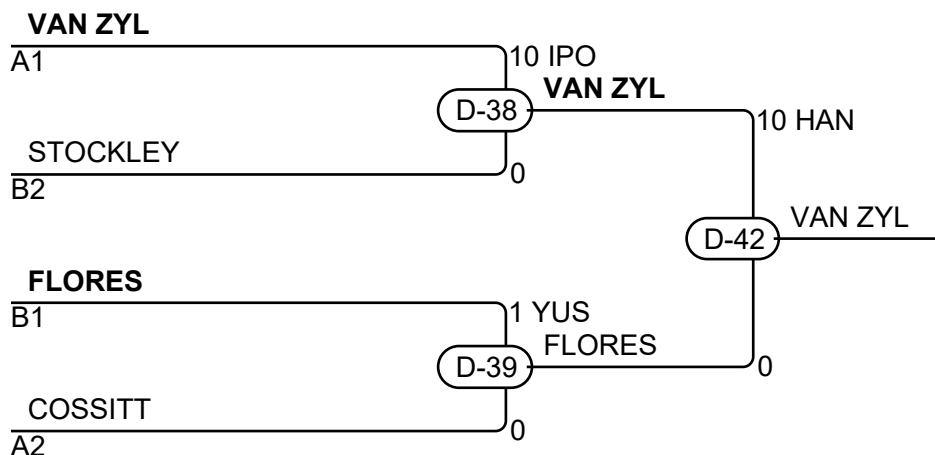 VAN ZYL
A1
10 IPO
VAN ZYL
D-38
10 HAN
STOCKLEY
B2
0
VAN ZYL
D-42
FLORES
B1
1 YUS
FLORES
D-39
0
COSSITT
A2
0